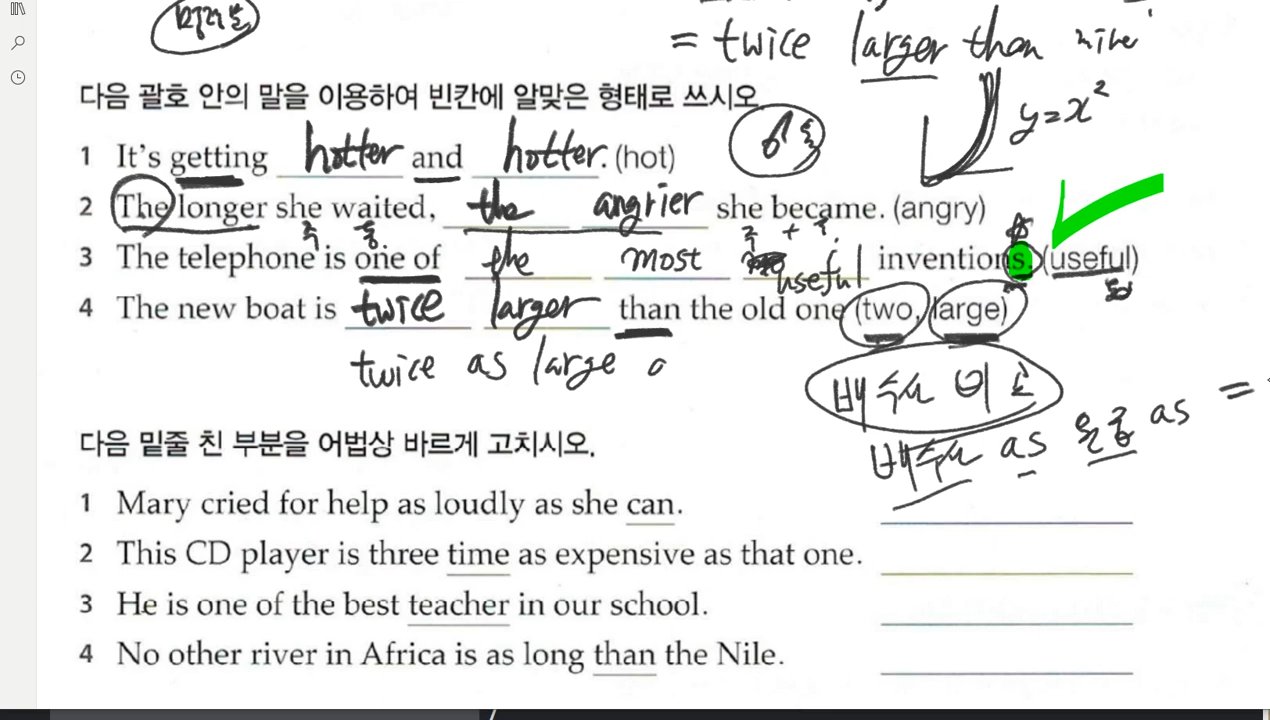 = twice larger than nile
다음 괄호 안의 말을 이용하여 빈칸에 알맞은 형태로 쓰시오
y=x²
1 It's getting hotter and hotter. (hot)
2 The longer she waited, the angrier she became. (angry)
3 The telephone is one of the most useful inventions. (useful)
4 The new boat is twice larger than the old one (two, large)
twice as large a
배수사 비교
배수사 as 원급 as =
다음 밑줄 친 부분을 어법상 바르게 고치시오.
1 Mary cried for help as loudly as she can.
2 This CD player is three time as expensive as that one.
3 He is one of the best teacher in our school.
4 No other river in Africa is as long than the Nile.